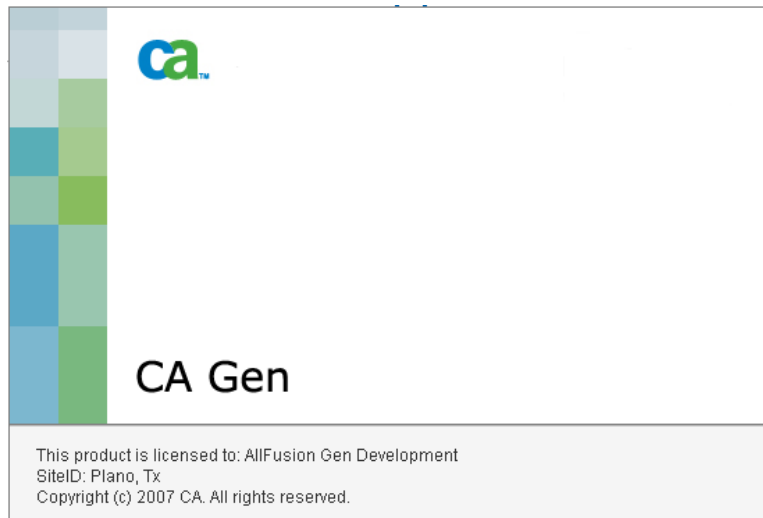 ca™
CA Gen
This product is licensed to: AllFusion Gen Development
SiteID: Plano, Tx
Copyright (c) 2007 CA. All rights reserved.